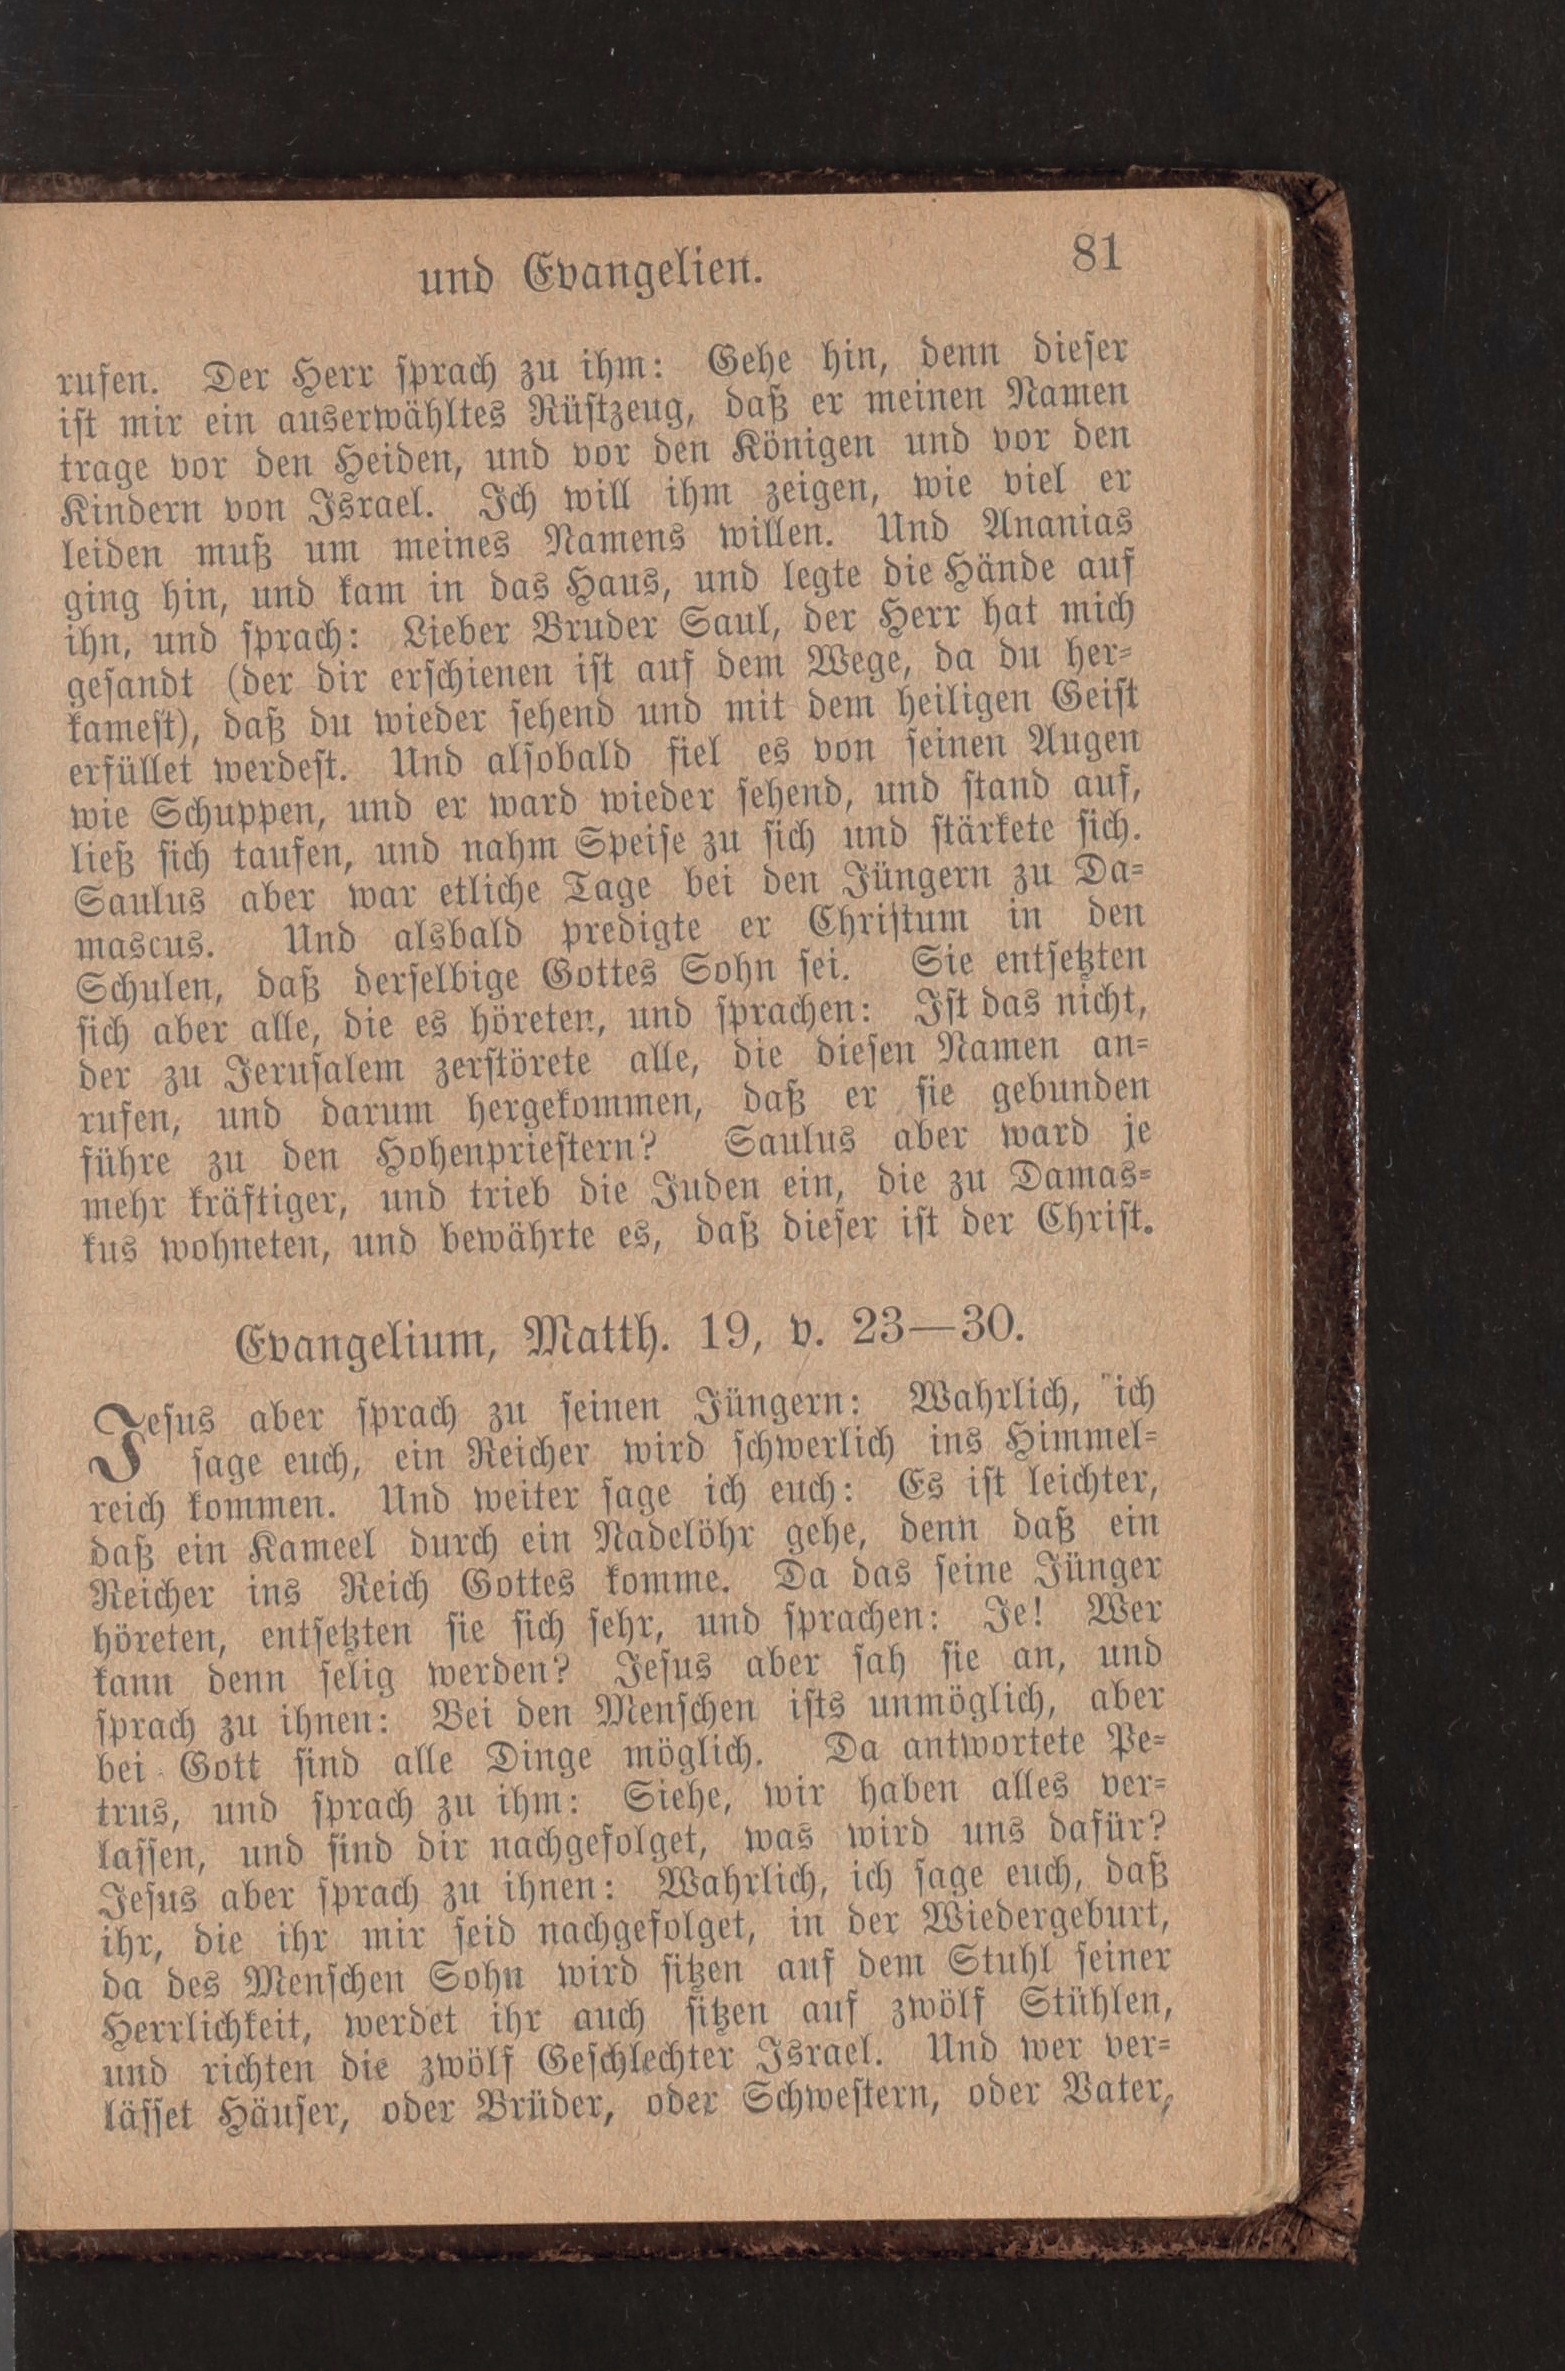 und Evangelien. 81
rufen. Der Herr sprach zu ihm: Gehe hin, denn dieser
ist mir ein auserwähltes Rüstzeug, daß er meinen Namen
trage vor den Heiden, und vor den Königen und vor den
Kindern von Israel. Ich will ihm zeigen, wie viel er
leiden muß um meines Namens willen. Und Ananias
ging hin, und kam in das Haus, und legte die Hände auf
ihn, und sprach: Lieber Bruder Saul, der Herr hat mich
gesandt (der dir erschienen ist auf dem Wege, da du her-
kamest), daß du wieder sehend und mit dem heiligen Geist
erfüllet werdest. Und alsobald fiel es von seinen Augen
wie Schuppen, und er ward wieder sehend, und stand auf,
ließ sich taufen, und nahm Speise zu sich und stärkete sich.
Saulus aber war etliche Tage bei den Jüngern zu Da-
mascus. Und alsbald predigte er Christum in den
Schulen, daß derselbige Gottes Sohn sei. Sie entsetzten
sich aber alle, die es höreten, und sprachen: Ist das nicht,
der zu Jerusalem zerstörete alle, die diesen Namen an-
rufen, und darum hergekommen, daß er sie gebunden
führe zu den Hohenpriestern? Saulus aber ward je
mehr kräftiger, und trieb die Juden ein, die zu Damas-
kus wohneten, und bewährte es, daß dieser ist der Christ.
Evangelium, Matth. 19, v. 23—30.
Jesus aber sprach zu seinen Jüngern: Wahrlich, ich
sage euch, ein Reicher wird schwerlich ins Himmel-
reich kommen. Und weiter sage ich euch: Es ist leichter,
daß ein Kameel durch ein Nadelöhr gehe, denn daß ein
Reicher ins Reich Gottes komme. Da das seine Jünger
höreten, entsetzten sie sich sehr, und sprachen: Je! Wer
kann denn selig werden? Jesus aber sah sie an, und
sprach zu ihnen: Bei den Menschen ists unmöglich, aber
bei Gott sind alle Dinge möglich. Da antwortete Pe-
trus, und sprach zu ihm: Siehe, wir haben alles ver-
lassen, und sind dir nachgefolget, was wird uns dafür?
Jesus aber sprach zu ihnen: Wahrlich, ich sage euch, daß
ihr, die ihr mir seid nachgefolget, in der Wiedergeburt,
da des Menschen Sohn wird sitzen auf dem Stuhl seiner
Herrlichkeit, werdet ihr auch sitzen auf zwölf Stühlen,
und richten die zwölf Geschlechter Israel. Und wer ver-
lässet Häuser, oder Brüder, oder Schwestern, oder Vater,